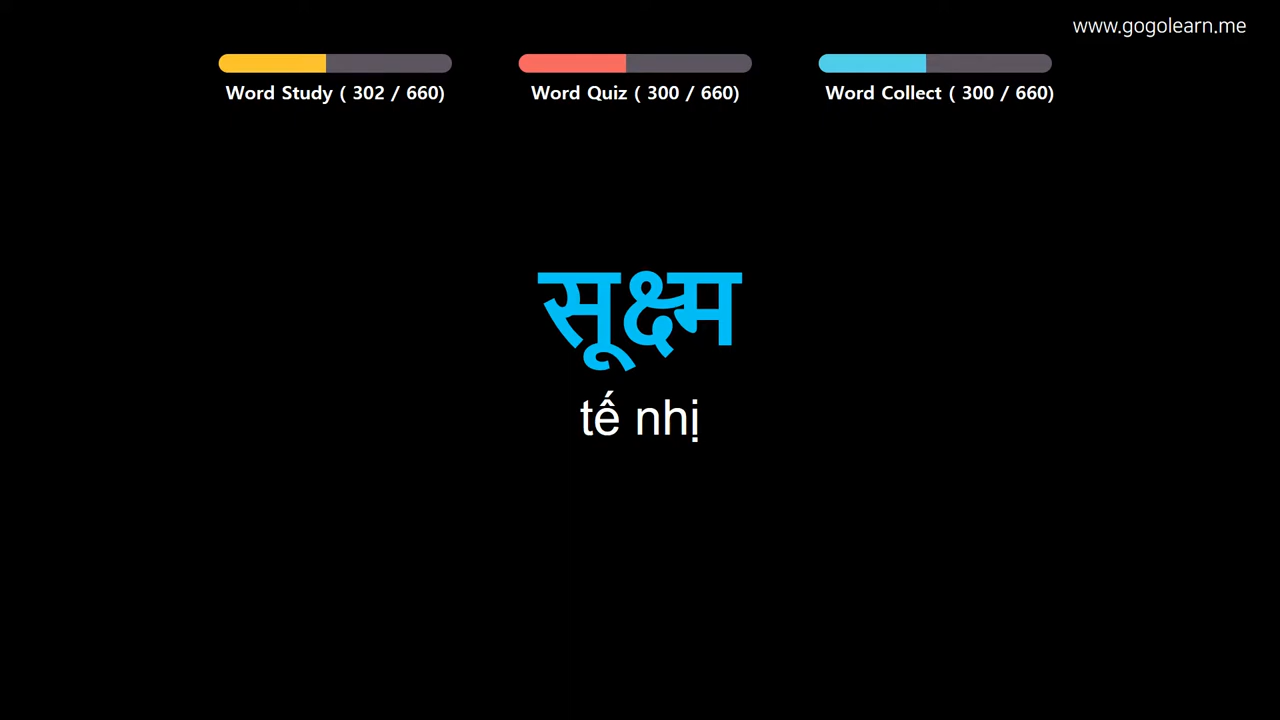 www.gogolearn.me
Word Study ( 302 / 660)
Word Quiz ( 300 / 660)
Word Collect ( 300 / 660)
सूक्ष्म
tế nhị